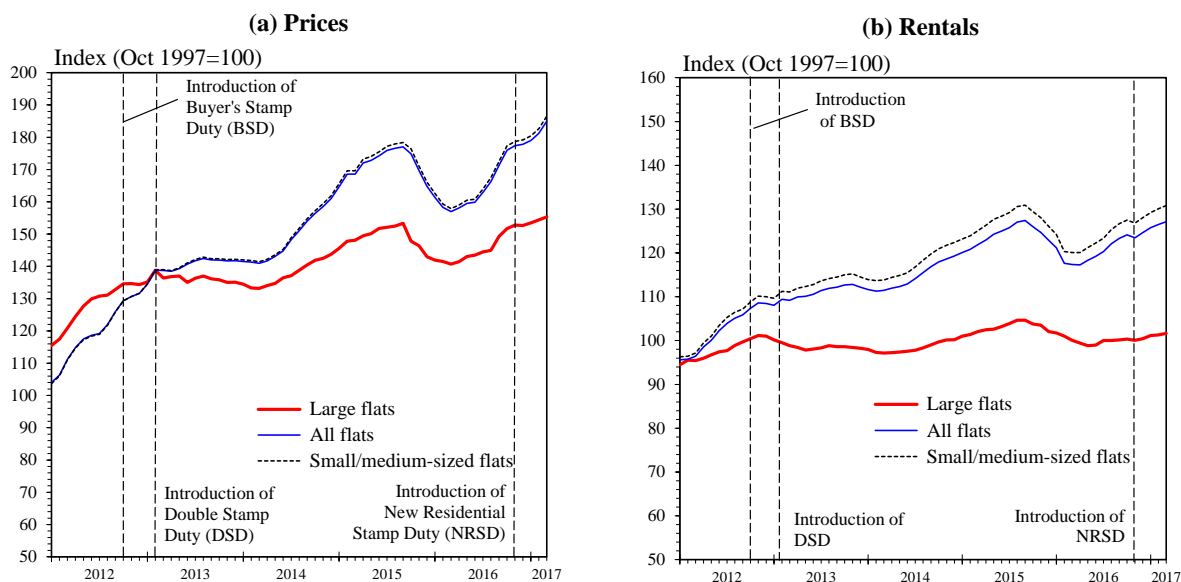 (a) Prices
Index (Oct 1997=100)
200
190
180
170
160
150
140
130
120
110
100
90
80
70
60
50
Introduction of
Buyer's Stamp
Duty (BSD)
Large flats
All flats
Small/medium-sized flats
Introduction of
Double Stamp
Duty (DSD)
Introduction of
New Residential
Stamp Duty (NRSD)
2012
2013
2014
2015
2016
2017
(b) Rentals
Index (Oct 1997=100)
160
150
140
130
120
110
100
90
80
70
60
50
Introduction
of BSD
Large flats
All flats
Small/medium-sized flats
Introduction of
DSD
Introduction of
NRSD
2012
2013
2014
2015
2016
2017